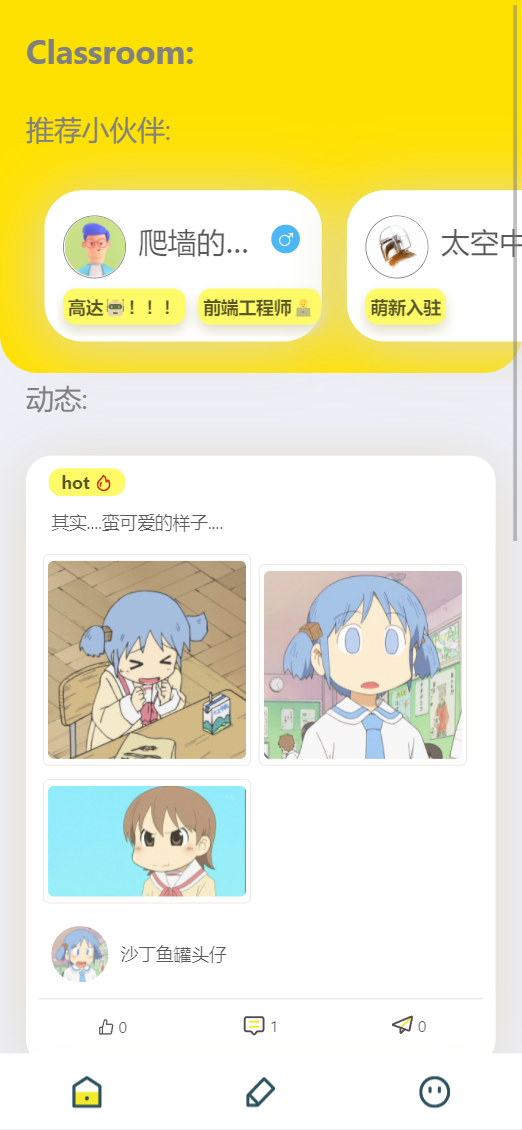 Classroom:
推荐小伙伴:
爬墙的...
太空中
高达🤖！！！
前端工程师🧑‍💻
萌新入驻
动态:
hot
其实....蛮可爱的样子....
沙丁鱼罐头仔
0
1
0